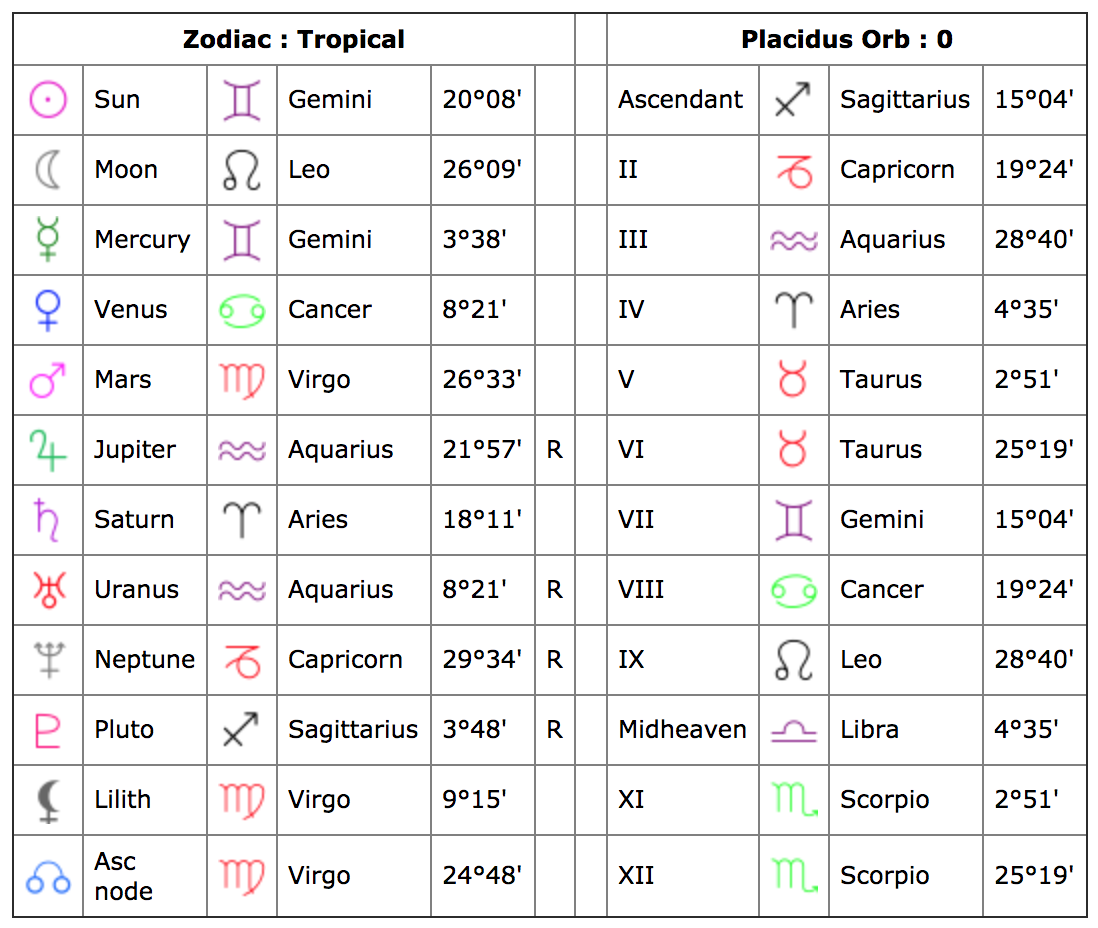 Zodiac : Tropical Placidus Orb : 0
Sun Gemini 20°08' Ascendant Sagittarius 15°04'
Moon Leo 26°09' II Capricorn 19°24'
Mercury Gemini 3°38' III Aquarius 28°40'
Venus Cancer 8°21' IV Aries 4°35'
Mars Virgo 26°33' V Taurus 2°51'
Jupiter Aquarius 21°57' R VI Taurus 25°19'
Saturn Aries 18°11' VII Gemini 15°04'
Uranus Aquarius 8°21' R VIII Cancer 19°24'
Neptune Capricorn 29°34' R IX Leo 28°40'
Pluto Sagittarius 3°48' R Midheaven Libra 4°35'
Lilith Virgo 9°15' XI Scorpio 2°51'
Asc
node Virgo 24°48' XII Scorpio 25°19'